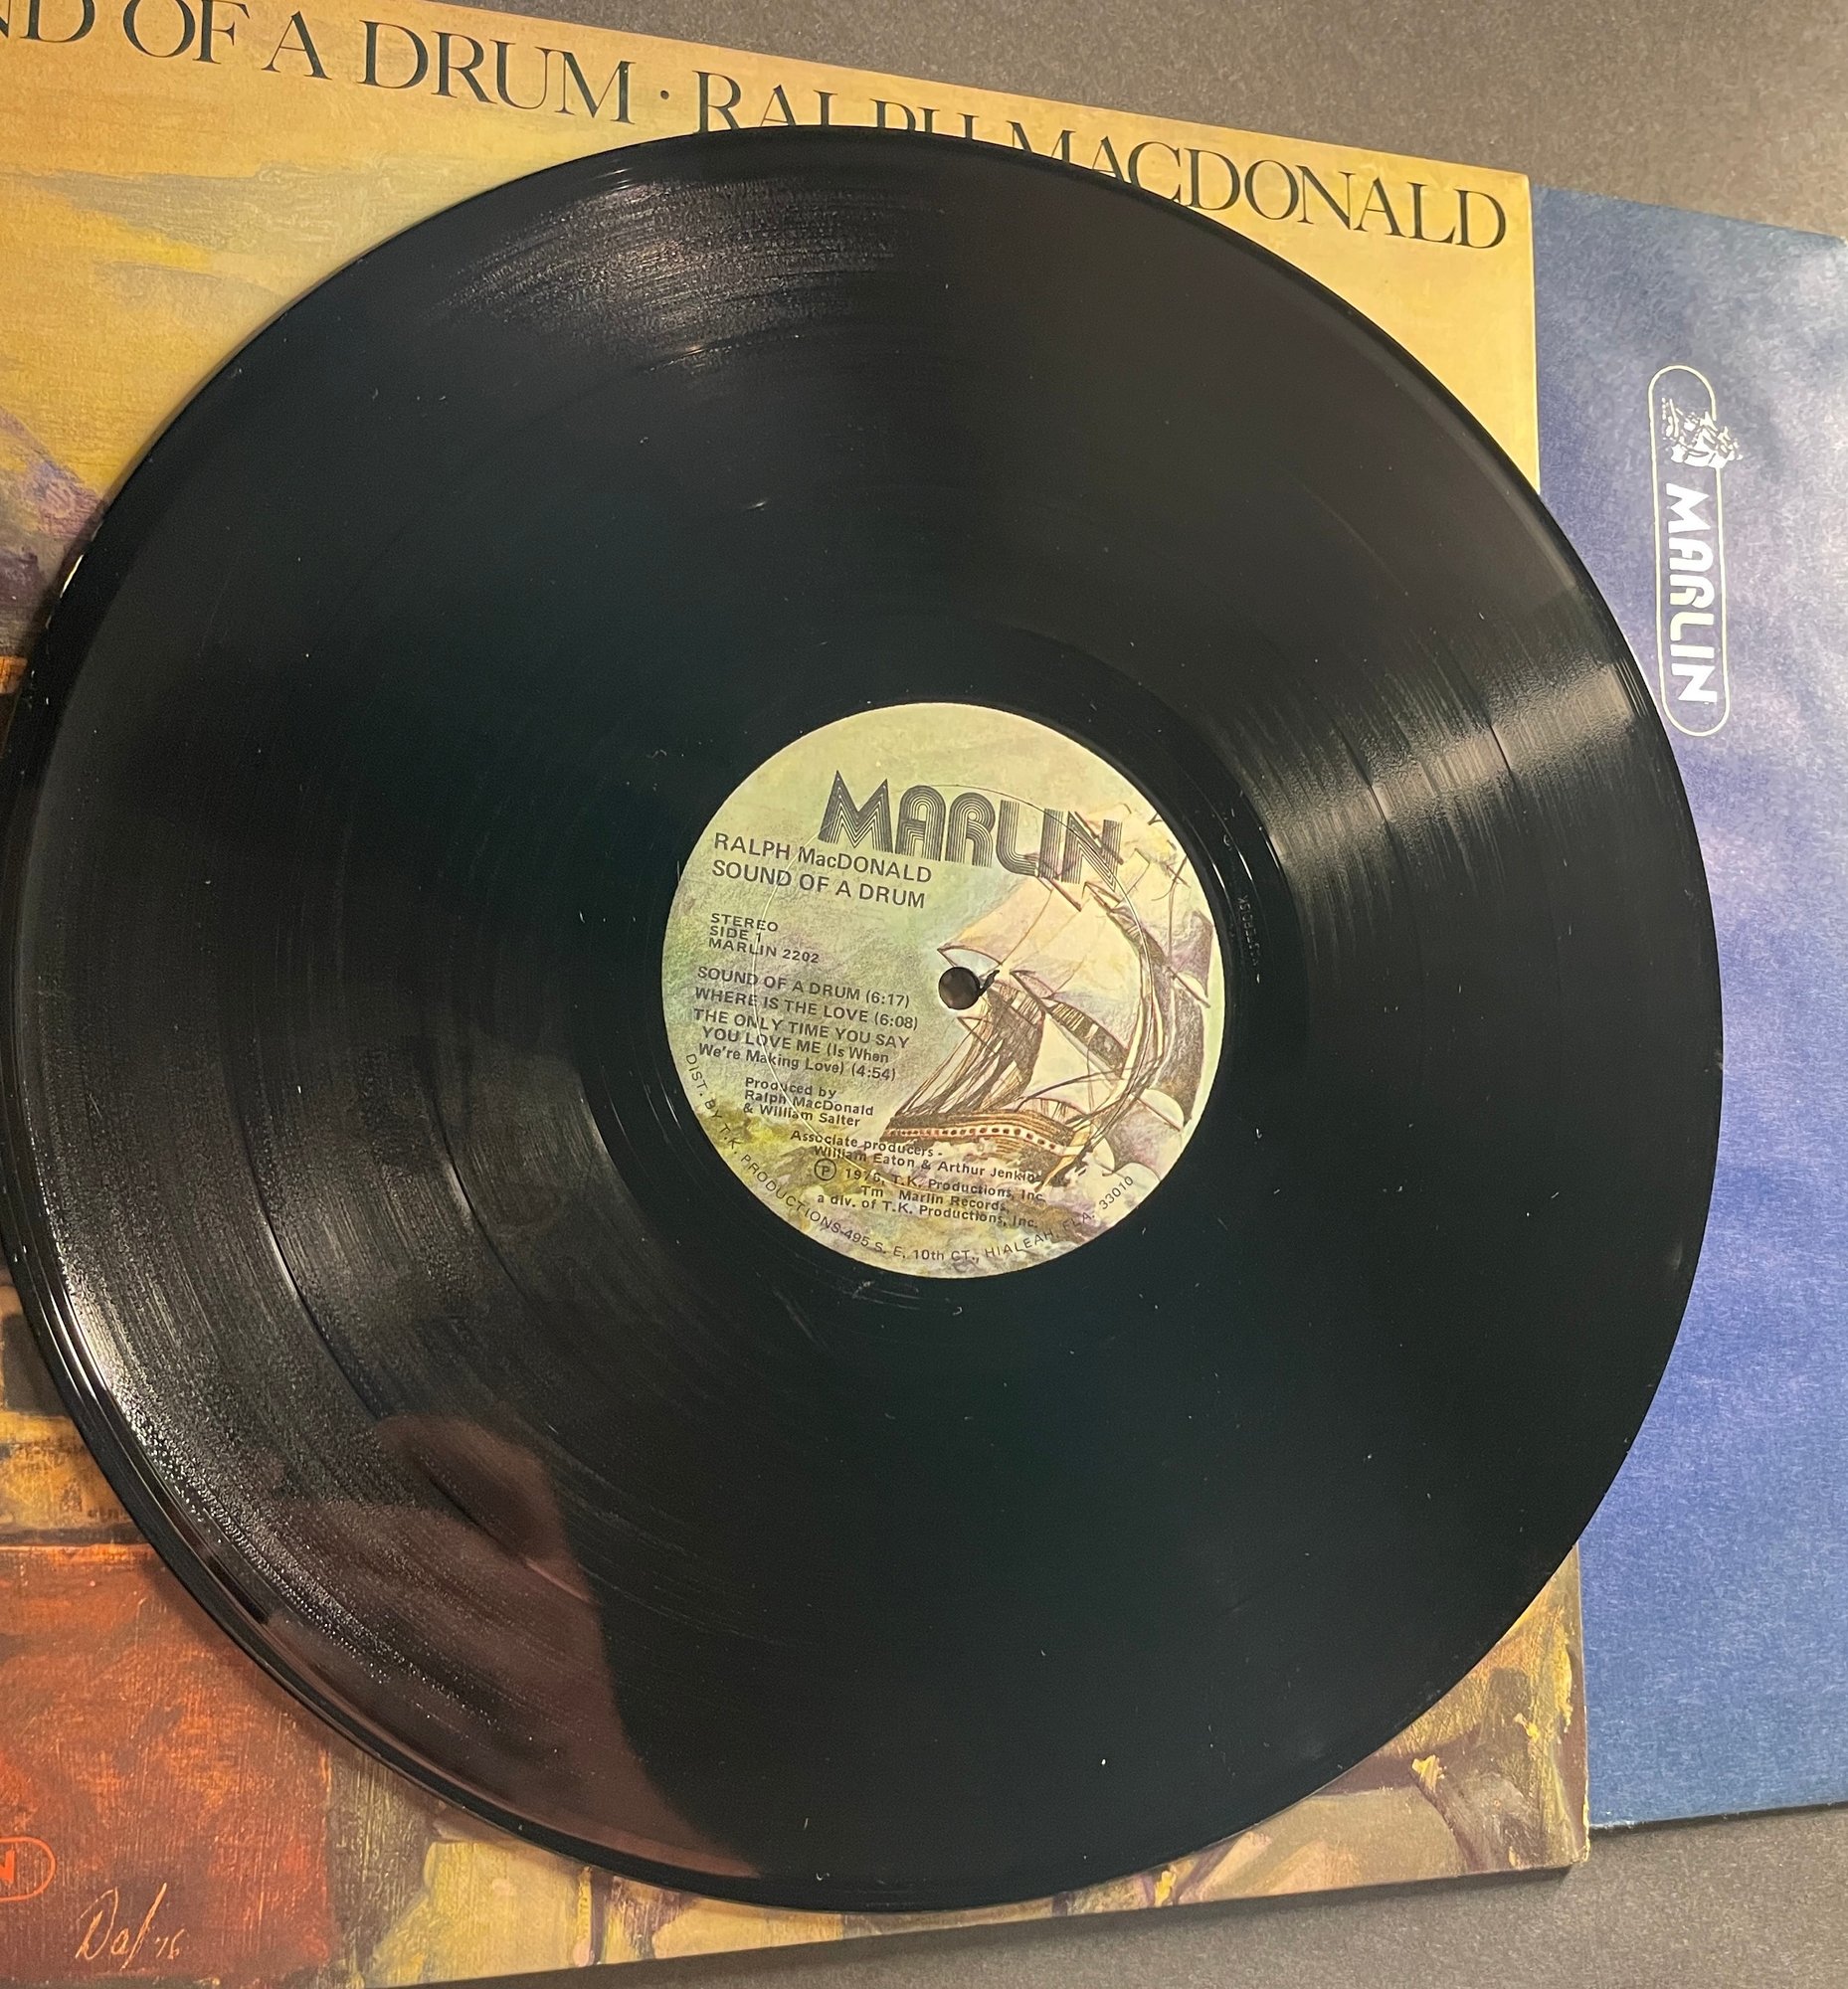 ND OF A DRUM · RALPH MACDONALD
MARLIN
MARLIN
RALPH MacDONALD
SOUND OF A DRUM
STEREO
SIDE 1
MARLIN 2202
SOUND OF A DRUM (6:17)
WHERE IS THE LOVE (6:08)
THE ONLY TIME YOU SAY
YOU LOVE ME (Is When
We're Making Love) (4:54)
Produced by
Ralph MacDonald
& William Salter
Associate producers -
William Eaton & Arthur Jenkins
Ⓟ 1976, T.K. Productions, Inc.
Tm Marlin Records,
a div. of T.K. Productions, Inc.
DIST. BY T.K. PRODUCTIONS-495 S. E. 10th CT., HIALEAH, FLA. 33010
N
Dal '76